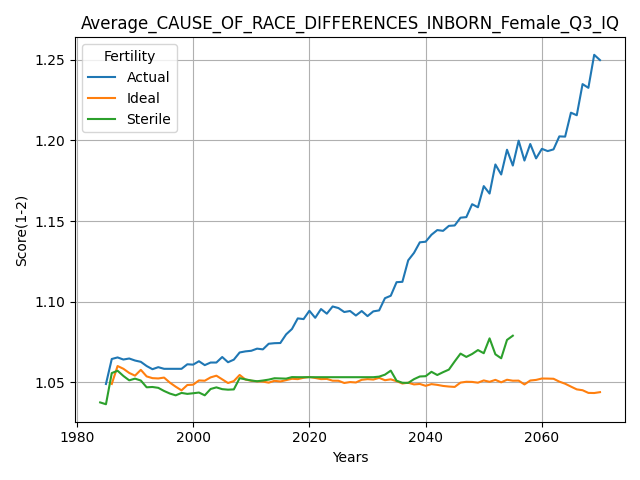 Average_CAUSE_OF_RACE_DIFFERENCES_INBORN_Female_Q3_IQ
Fertility
Actual
Ideal
Sterile
1.25
1.20
1.15
1.10
1.05
Score(1-2)
1980 2000 2020 2040 2060
Years